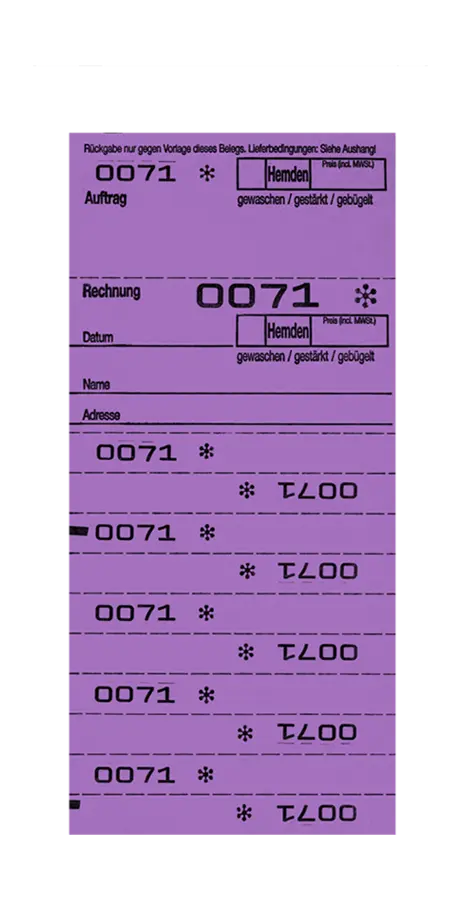 Rückgabe nur gegen Vorlage dieses Belegs. Lieferbedingungen: Siehe Aushang!
0071 * Hemden Preis (incl. MWSt.)
Auftrag gewaschen / gestärkt / gebügelt
Rechnung 0071 *
Datum Hemden Preis (incl. MWSt.)
gewaschen / gestärkt / gebügelt
Name
Adresse
0071 *
0071 *
0071 *
0071 *
0071 *
0071 *
0071 *
0071 *
0071 *
0071 *